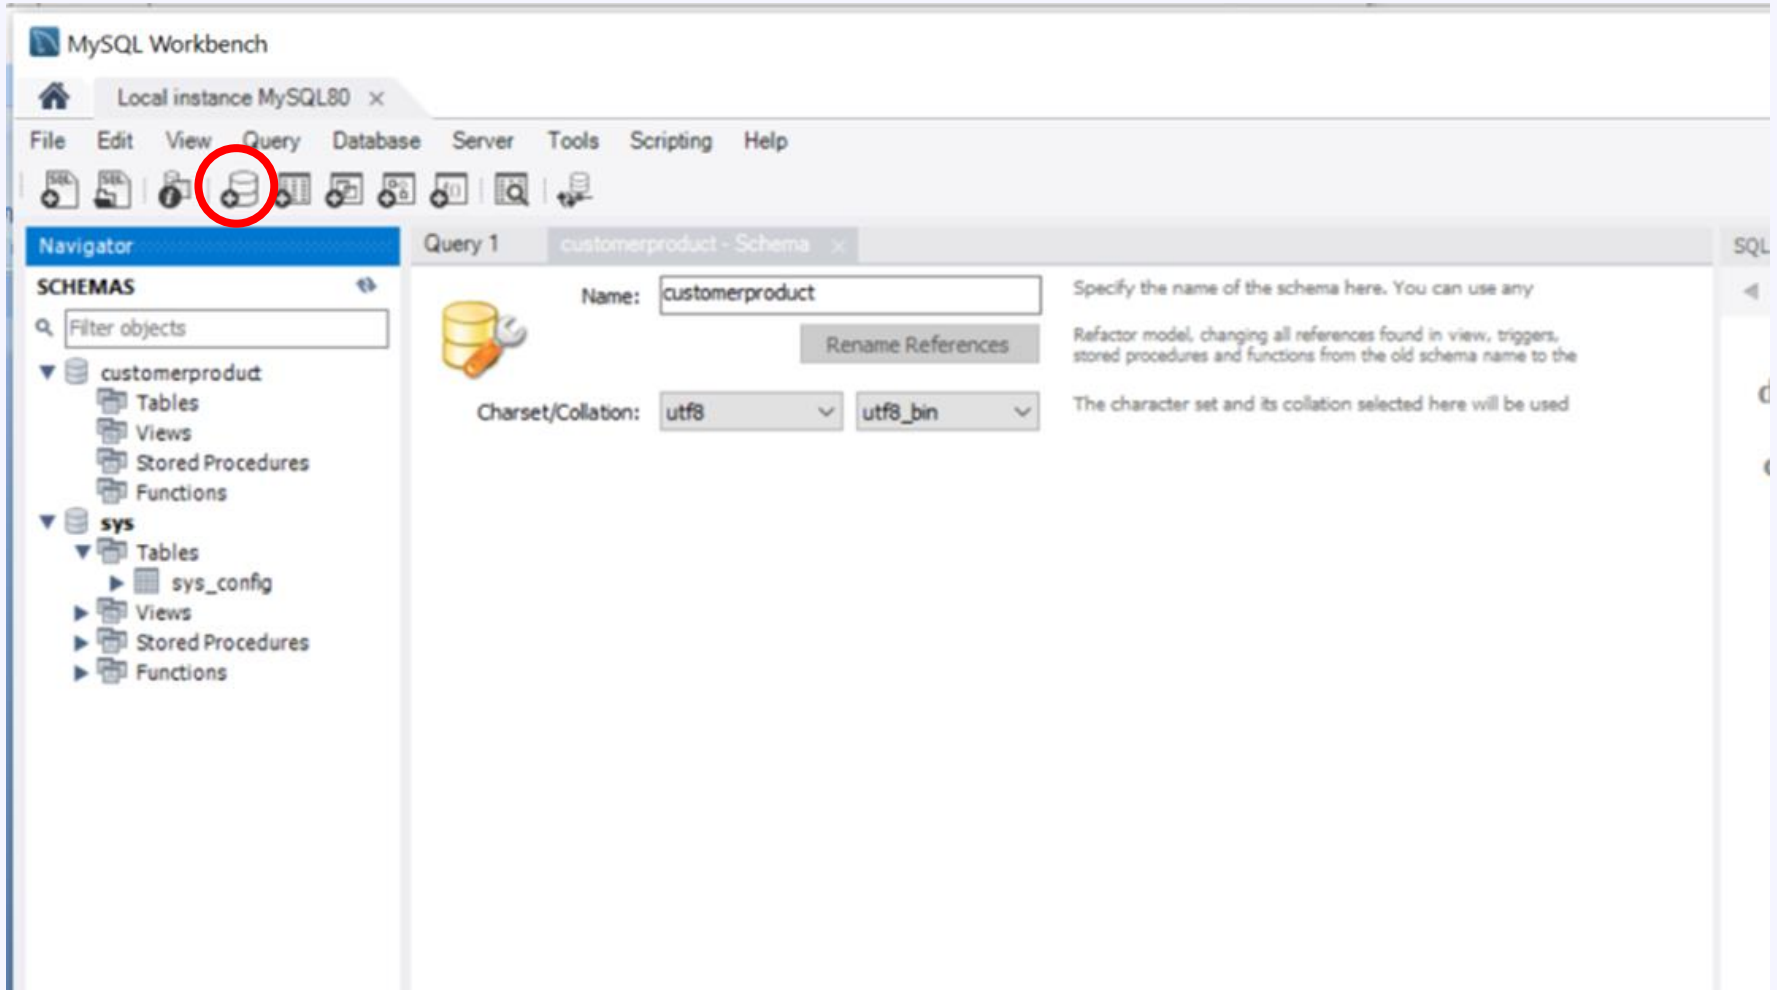 MySQL Workbench
Local instance MySQL80
File Edit View Query Database Server Tools Scripting Help
Navigator
SCHEMAS
Filter objects
customerproduct
Tables
Views
Stored Procedures
Functions
sys
Tables
sys_config
Views
Stored Procedures
Functions
Query 1 customerproduct - Schema
Name: customerproduct
Specify the name of the schema here. You can use any
Rename References
Refactor model, changing all references found in view, triggers,
stored procedures and functions from the old schema name to the
Charset/Collation: utf8 utf8_bin
The character set and its collation selected here will be used
SQL